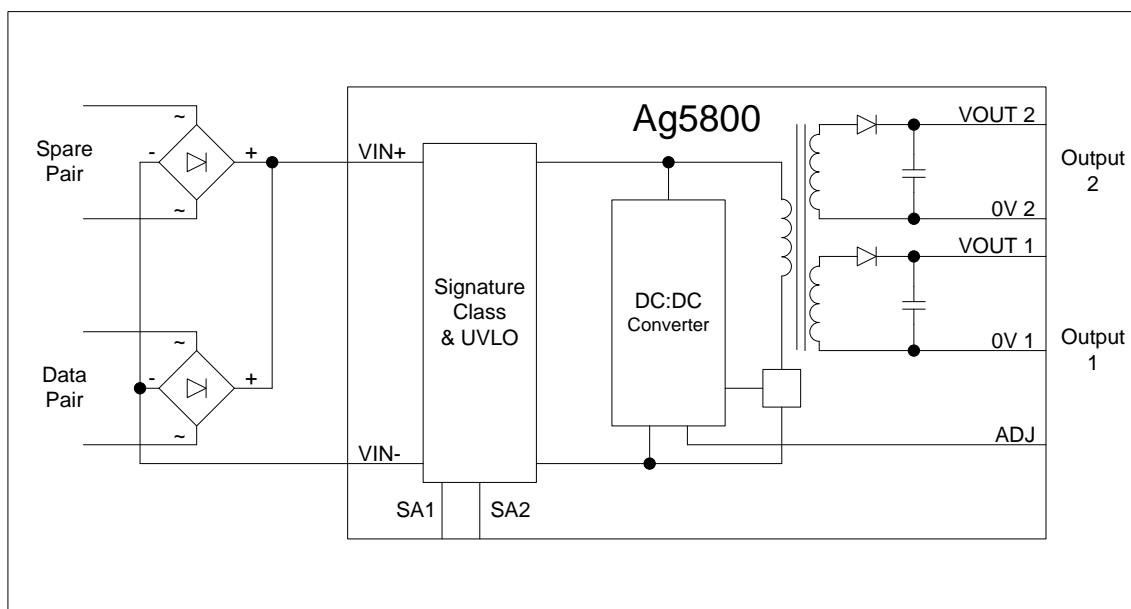 Ag5800
~
Spare
Pair
-
+
~
VIN+
Signature
Class
& UVLO
DC:DC
Converter
VOUT 2
Output
2
0V 2
VOUT 1
0V 1
Output
1
ADJ
~
Data
Pair
-
+
~
VIN-
SA1
SA2